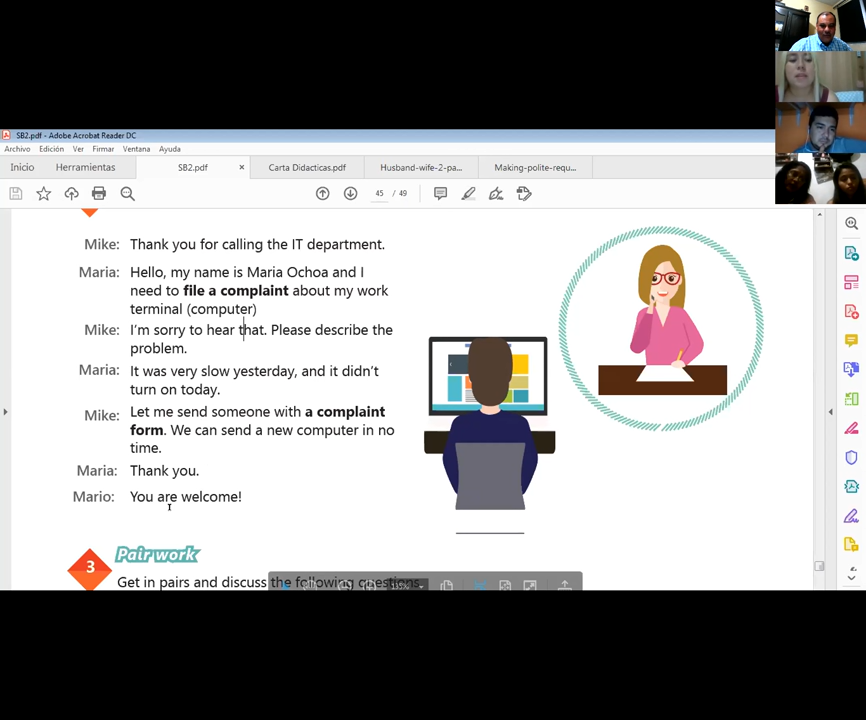 SB2.pdf - Adobe Acrobat Reader DC
Archivo Edición Ver Firmar Ventana Ayuda
Inicio Herramientas SB2.pdf × Carta Didacticas.pdf Husband-wife-2-pa... Making-polite-requ...
45 / 49
Mike: Thank you for calling the IT department.
Maria: Hello, my name is Maria Ochoa and I
need to file a complaint about my work
terminal (computer)
Mike: I'm sorry to hear that. Please describe the
problem.
Maria: It was very slow yesterday, and it didn't
turn on today.
Mike: Let me send someone with a complaint
form. We can send a new computer in no
time.
Maria: Thank you.
Mario: You are welcome!
3 Pair work
Get in pairs and discuss the following questions